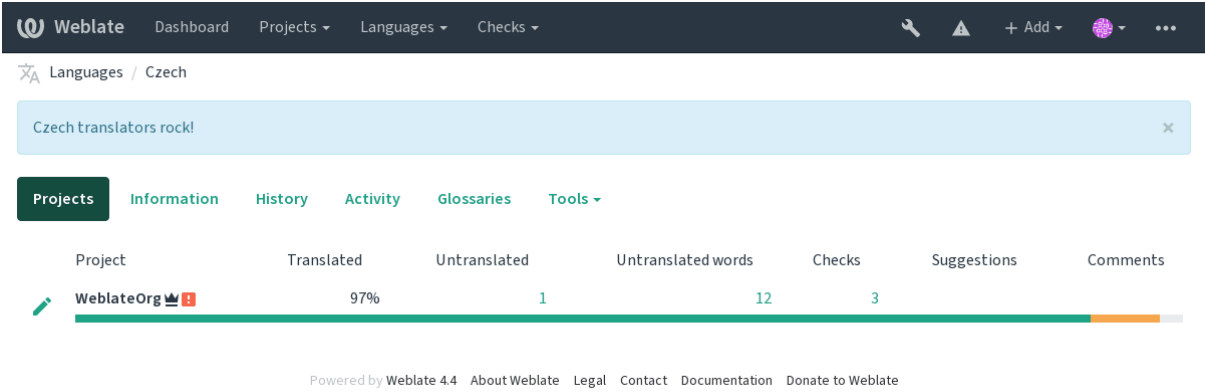 Weblate Dashboard Projects Languages Checks + Add
Languages / Czech
Czech translators rock! ×
Projects Information History Activity Glossaries Tools
Project Translated Untranslated Untranslated words Checks Suggestions Comments
WeblateOrg 97% 1 12 3
Powered by Weblate 4.4 About Weblate Legal Contact Documentation Donate to Weblate